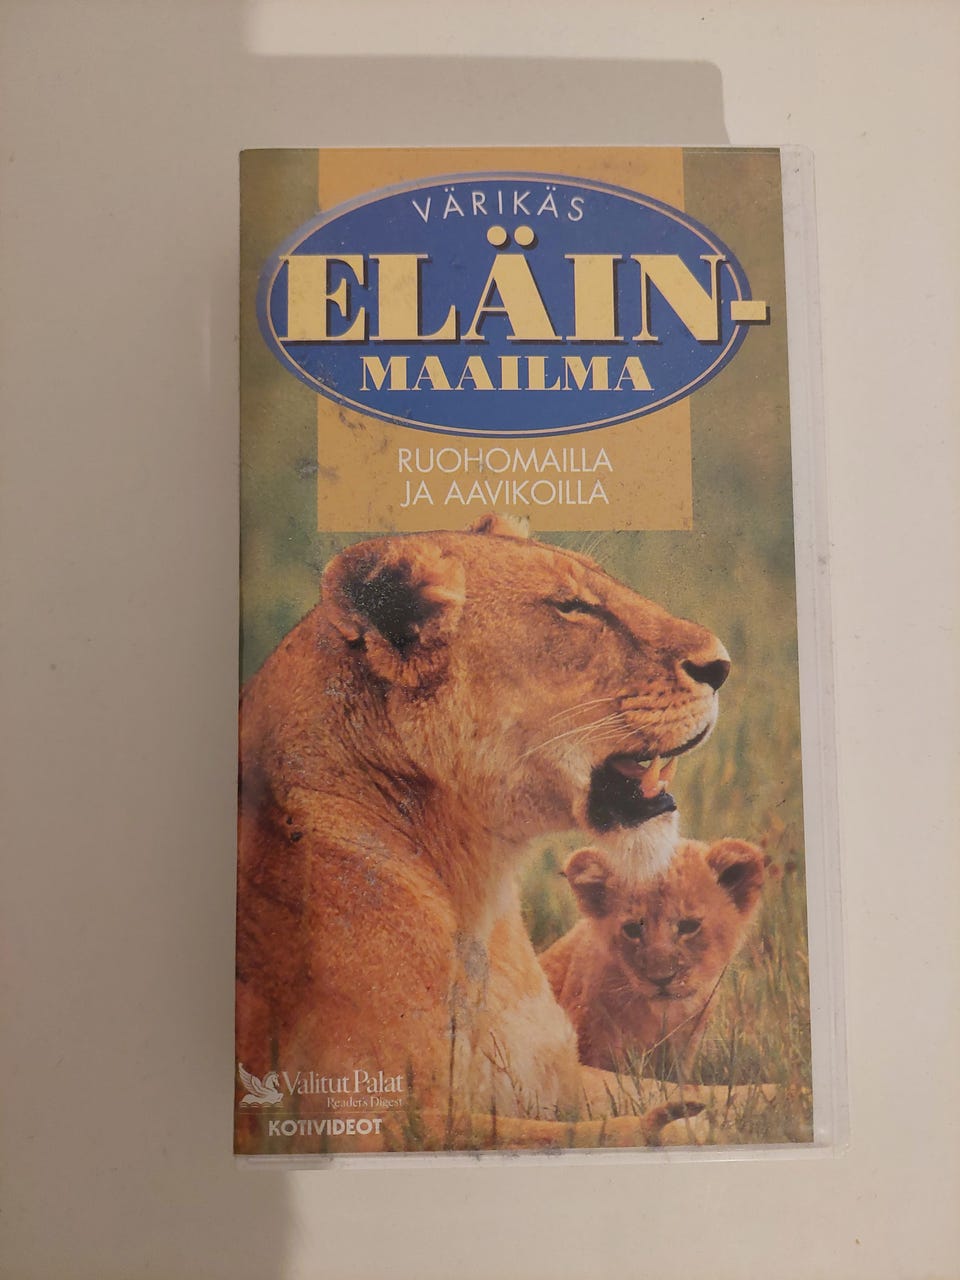 VÄRIKÄS
ELÄIN-
MAAILMA
RUOHOMAILLA
JA AAVIKOILLA
Valitut Palat
Reader's Digest
KOTIVIDEOT